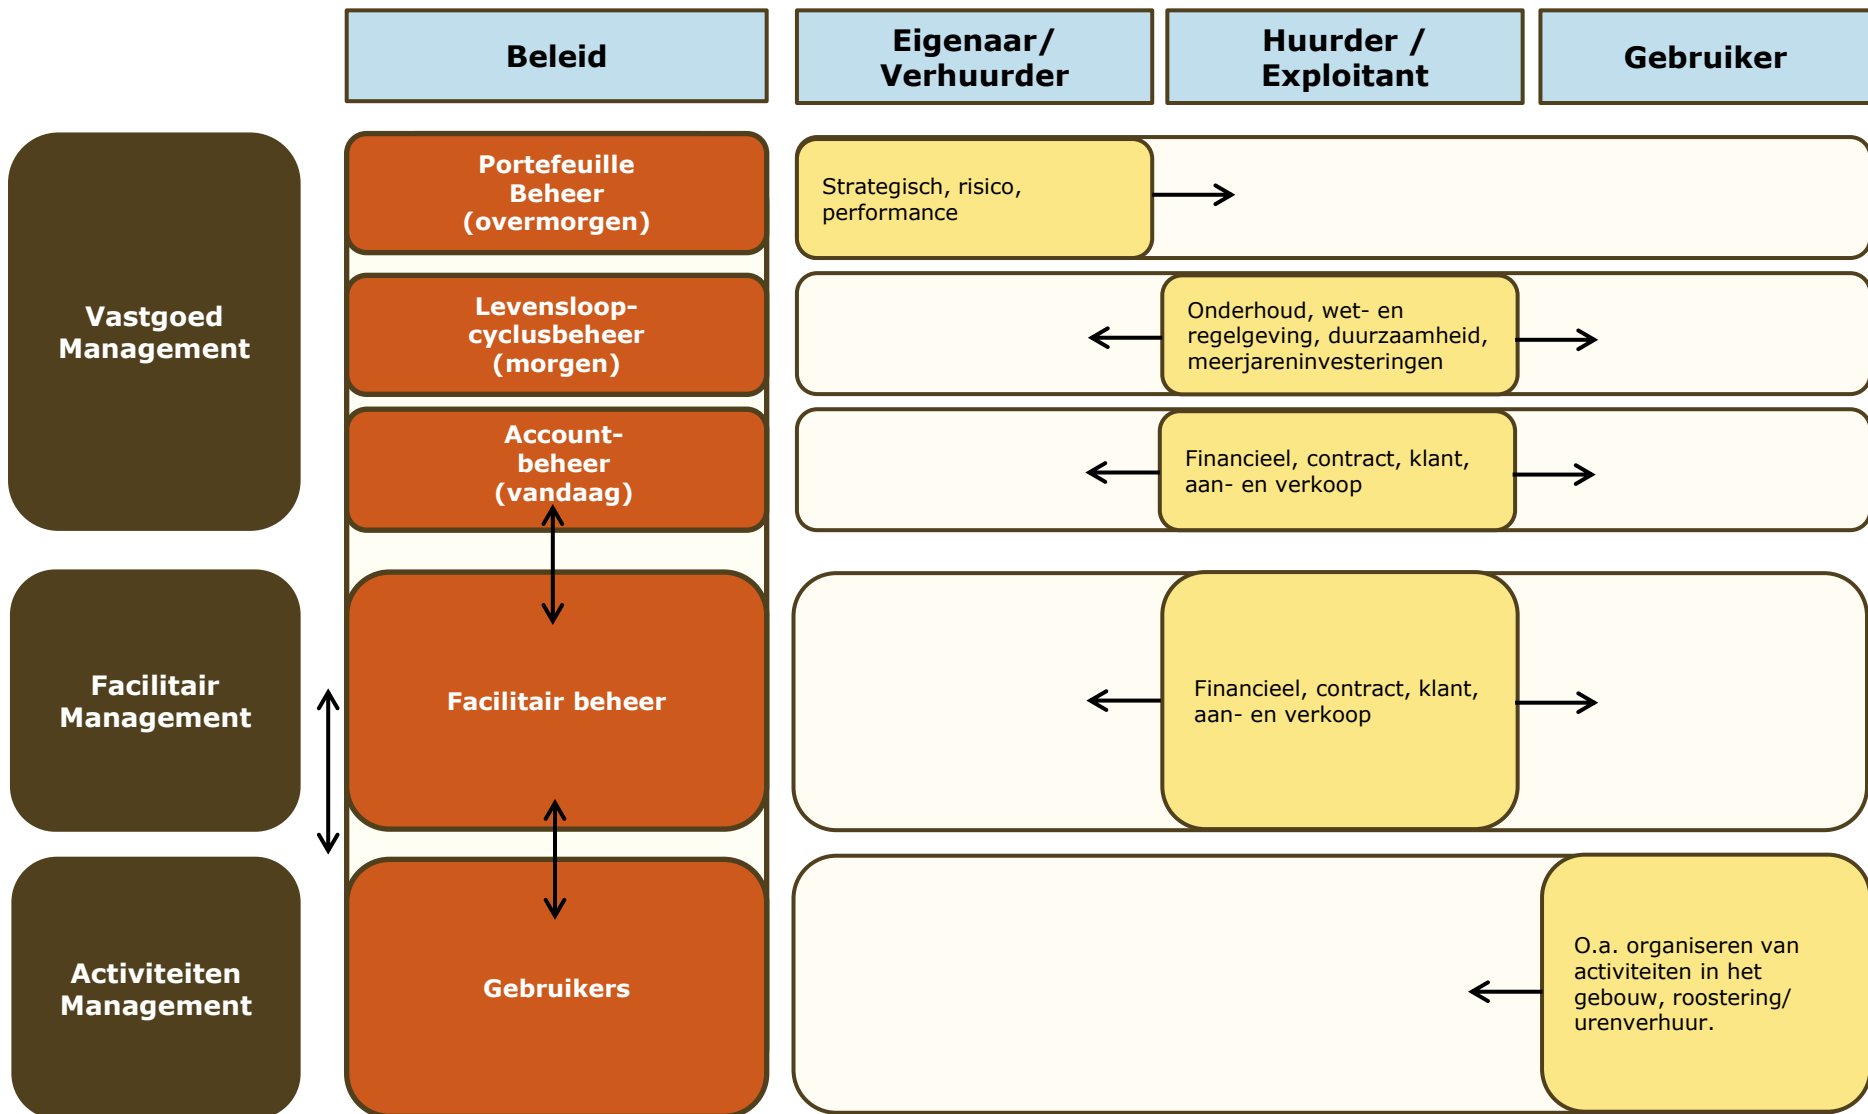 Beleid
Eigenaar/
Verhuurder
Huurder /
Exploitant
Gebruiker
Vastgoed
Management
Portefeuille
Beheer
(overmorgen)
Strategisch, risico,
performance
Levensloop-
cyclusbeheer
(morgen)
Onderhoud, wet- en
regelgeving, duurzaamheid,
meerjareninvesteringen
Account-
beheer
(vandaag)
Financieel, contract, klant,
aan- en verkoop
Facilitair
Management
Facilitair beheer
Financieel, contract, klant,
aan- en verkoop
Activiteiten
Management
Gebruikers
O.a. organiseren van
activiteiten in het
gebouw, roostering/
urenverhuur.